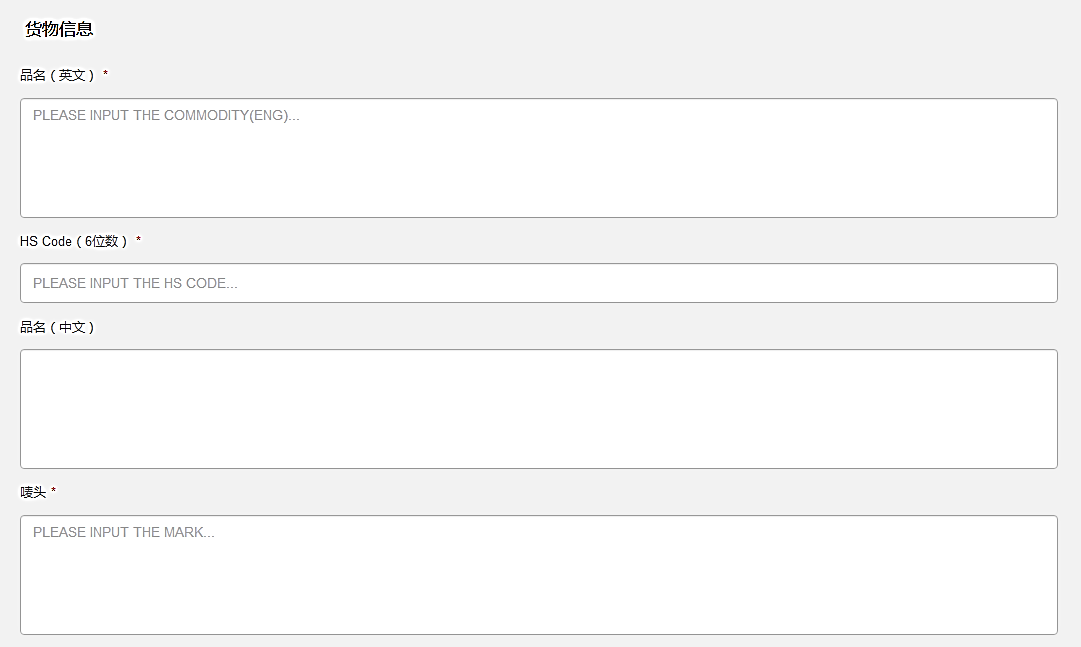 货物信息
品名（英文） *
PLEASE INPUT THE COMMODITY(ENG)...
HS Code（6位数） *
PLEASE INPUT THE HS CODE...
品名（中文）
唛头 *
PLEASE INPUT THE MARK...